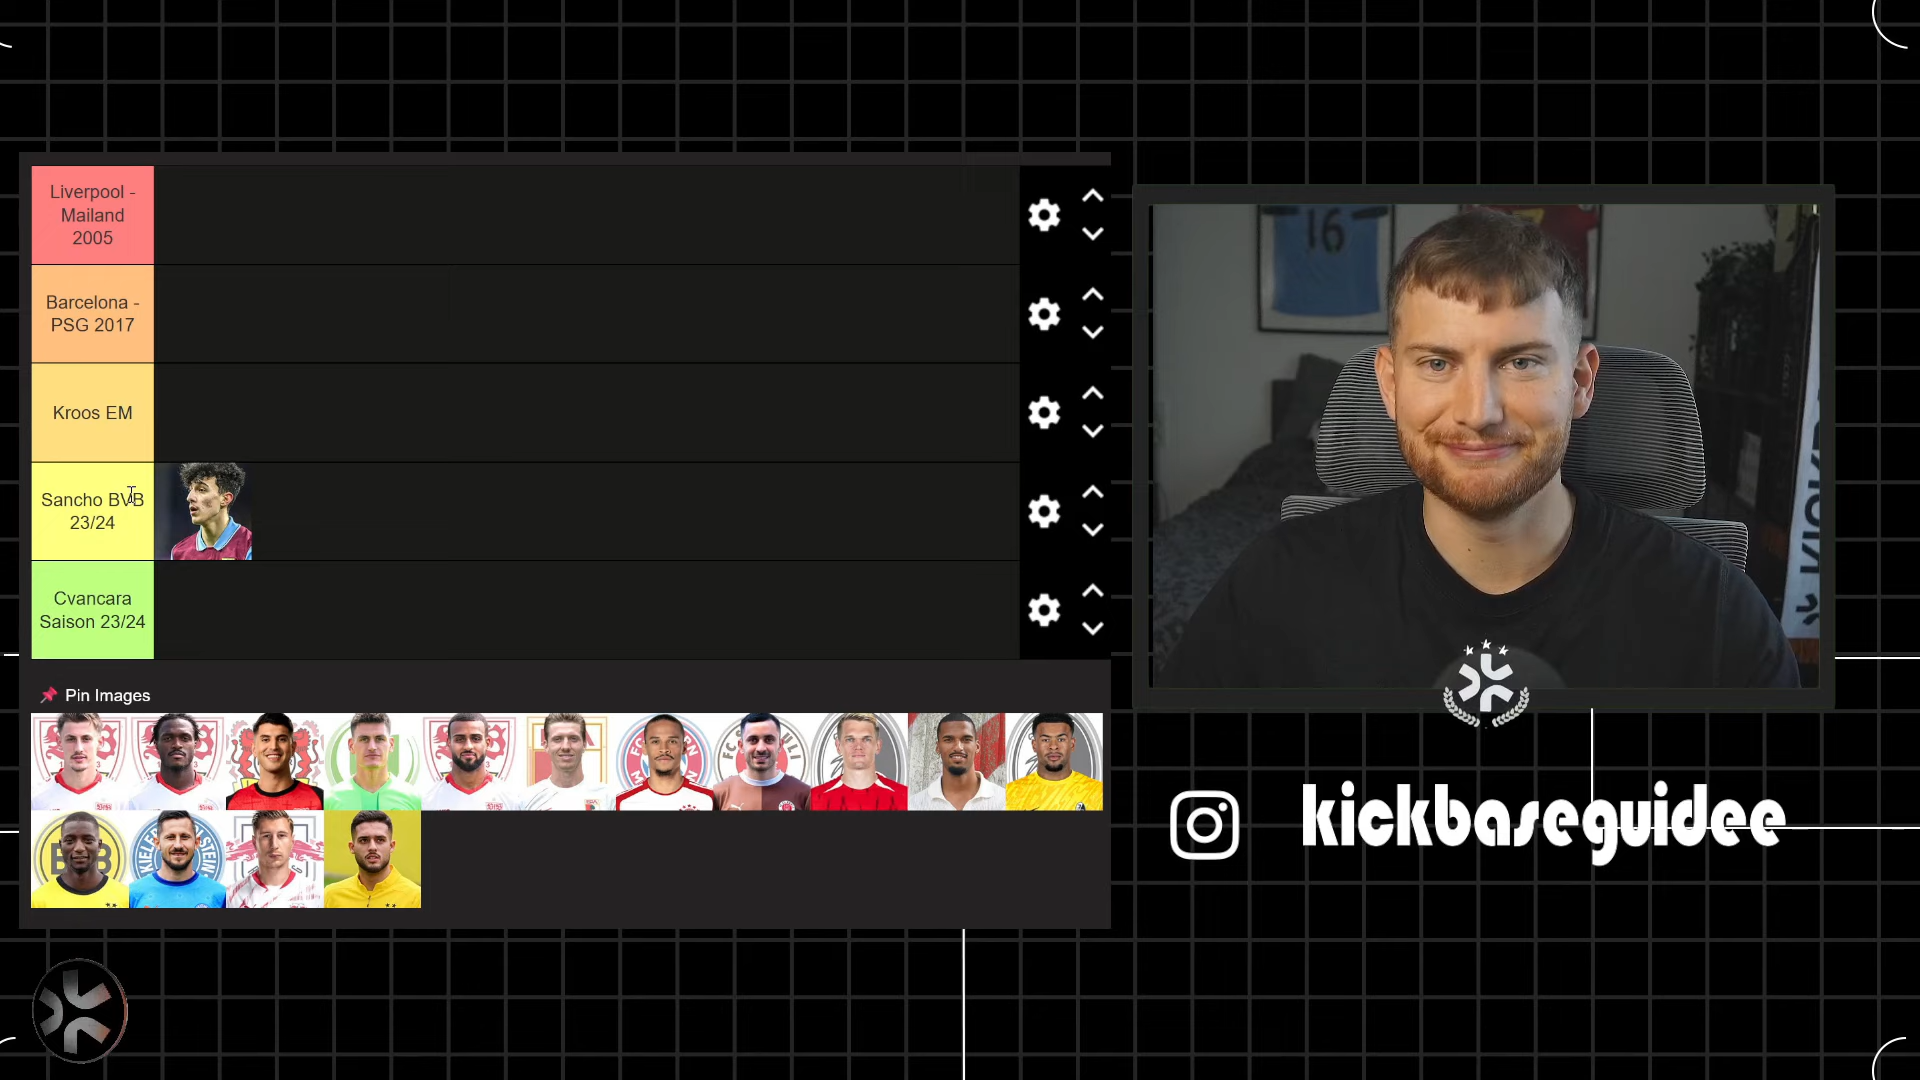 Liverpool -
Mailand
2005
Barcelona -
PSG 2017
Kroos EM
Sancho BVB
23/24
Cvancara
Saison 23/24
Pin Images
16
kickbaseguidee